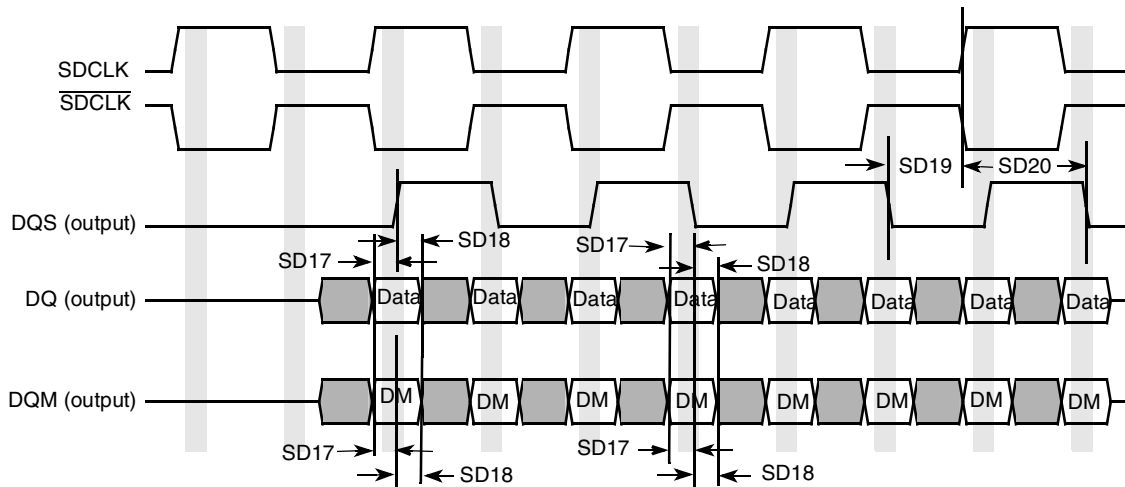 SDCLK
SDCLK
SD19 SD20
DQS (output)
SD18
SD17
SD17
SD18
DQ (output) Data Data Data Data Data Data Data Data
DQM (output) DM DM DM DM DM DM DM DM
SD17
SD17
SD18
SD18